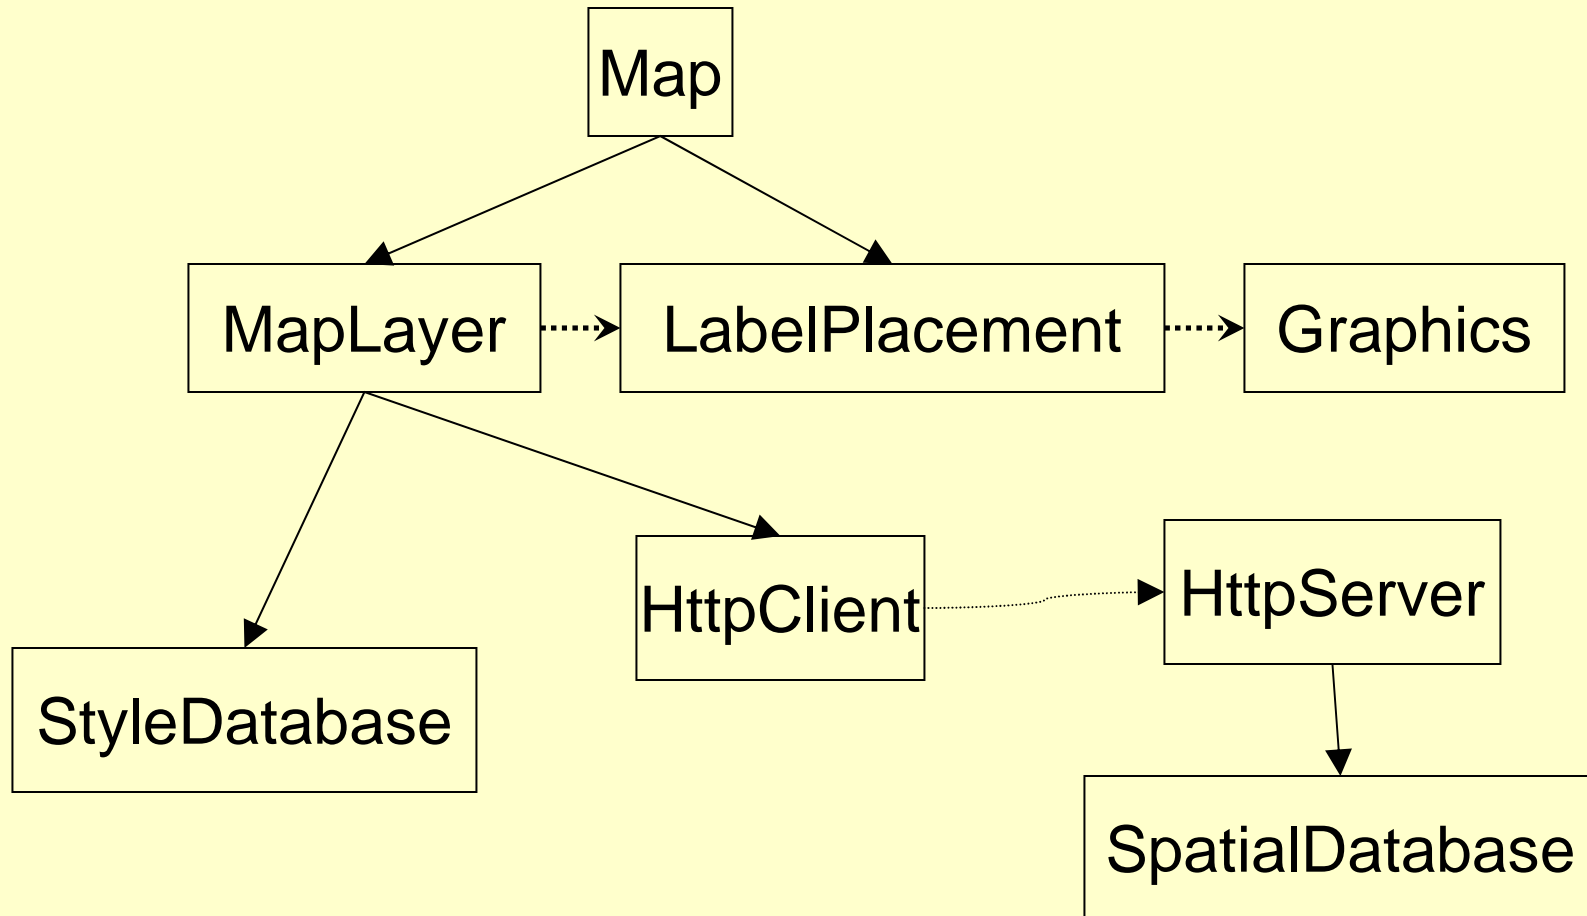 Map
MapLayer
LabelPlacement
Graphics
HttpClient
HttpServer
StyleDatabase
SpatialDatabase